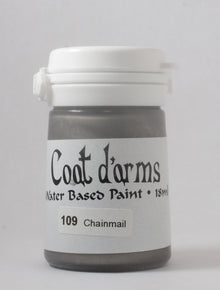 Coat d'arms
Water Based Paint • 18ml
109 Chainmail